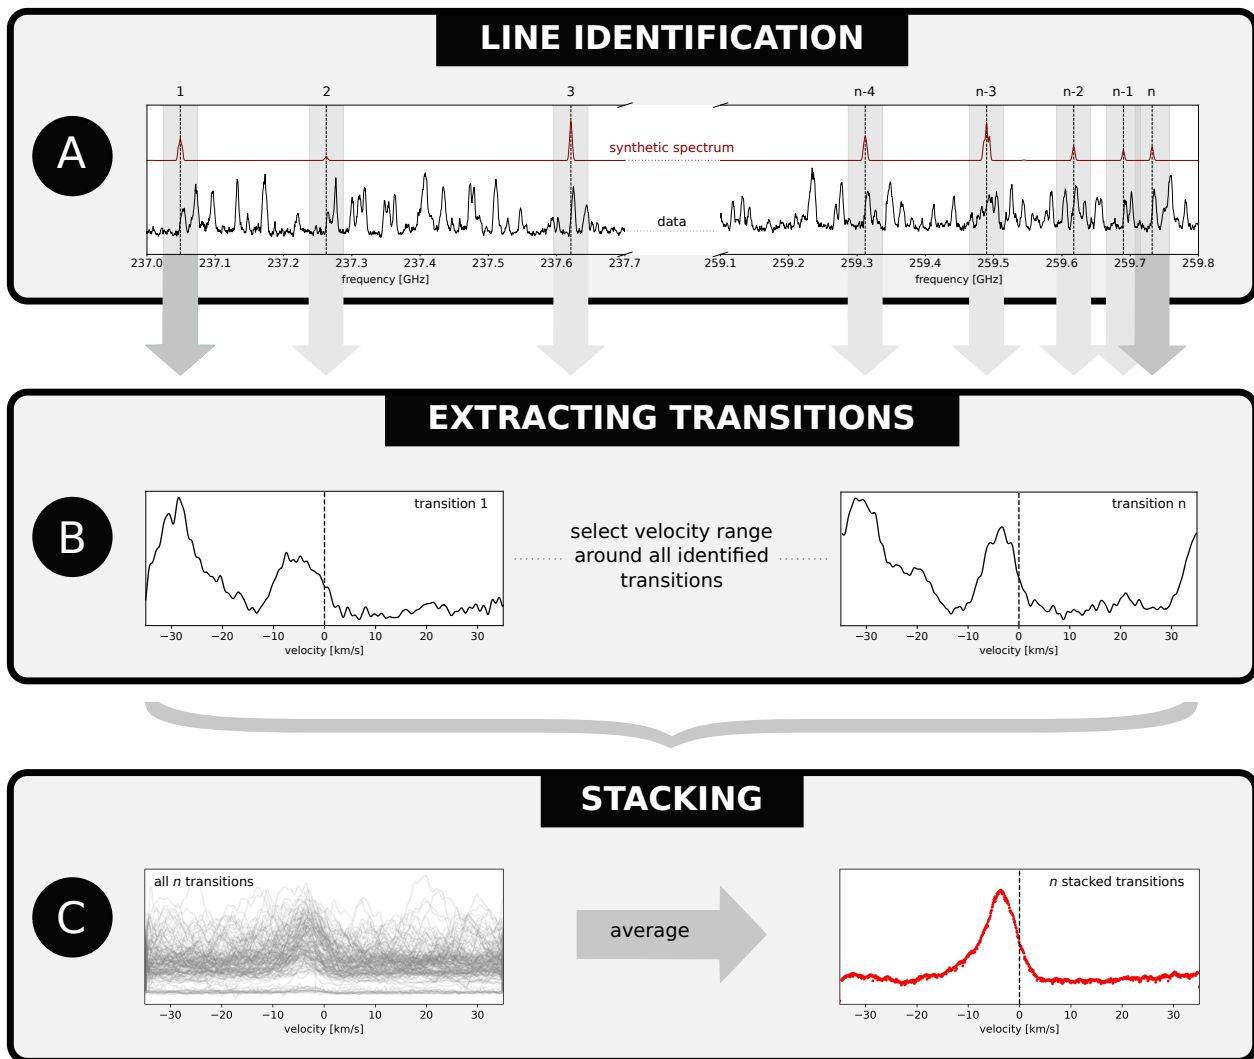 LINE IDENTIFICATION
A
1 2 3 n-4 n-3 n-2 n-1 n
synthetic spectrum
data
237.0 237.1 237.2 237.3 237.4 237.5 237.6 237.7 259.1 259.2 259.3 259.4 259.5 259.6 259.7 259.8
frequency [GHz] frequency [GHz]
EXTRACTING TRANSITIONS
B
transition 1
select velocity range
around all identified
transitions
transition n
−30 −20 −10 0 10 20 30
velocity [km/s]
−30 −20 −10 0 10 20 30
velocity [km/s]
STACKING
C
all n transitions
average
n stacked transitions
−30 −20 −10 0 10 20 30
velocity [km/s]
−30 −20 −10 0 10 20 30
velocity [km/s]